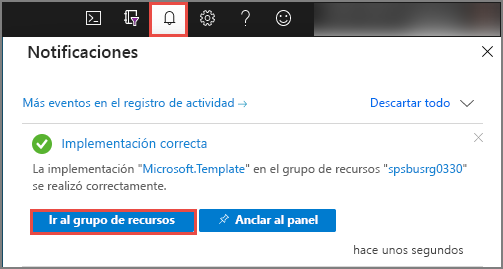 Notificaciones
Más eventos en el registro de actividad → Descartar todo
Implementación correcta
La implementación "Microsoft.Template" en el grupo de recursos "spsbusrg0330"
se realizó correctamente.
Ir al grupo de recursos Anclar al panel
hace unos segundos